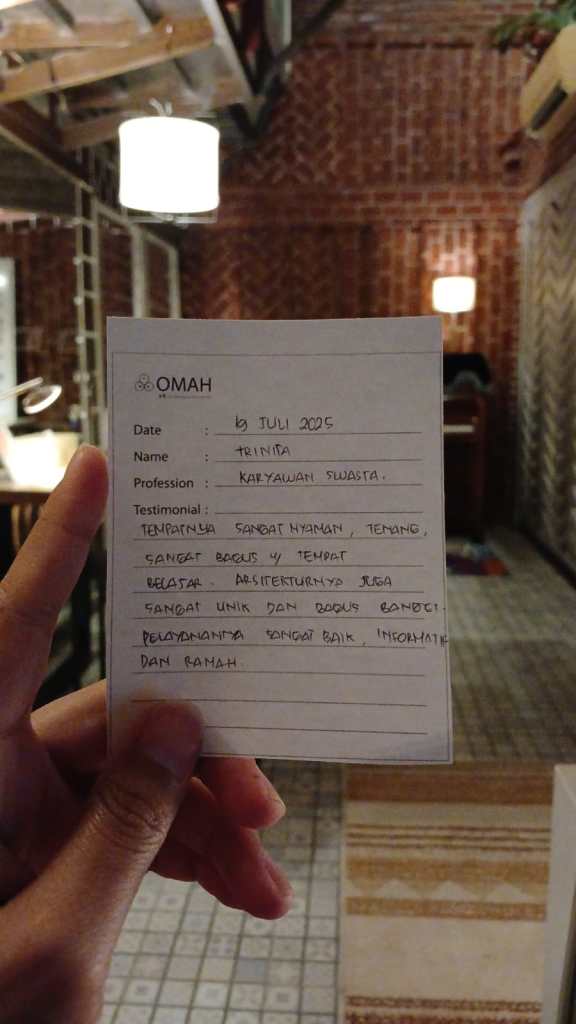 OMAH
Date : 19 JULI 2025
Name : TRINITA
Profession : KARYAWAN SWASTA.
Testimonial :
TEMPATNYA SANGAT NYAMAN, TENANG,
SANGAT BAGUS U/ TEMPAT
BELAJAR. ARSITEKTURNYA JUGA
SANGAT UNIK DAN BAGUS BANGET.
PELAYANANNYA SANGAT BAIK, INFORMATIF
DAN RAMAH.